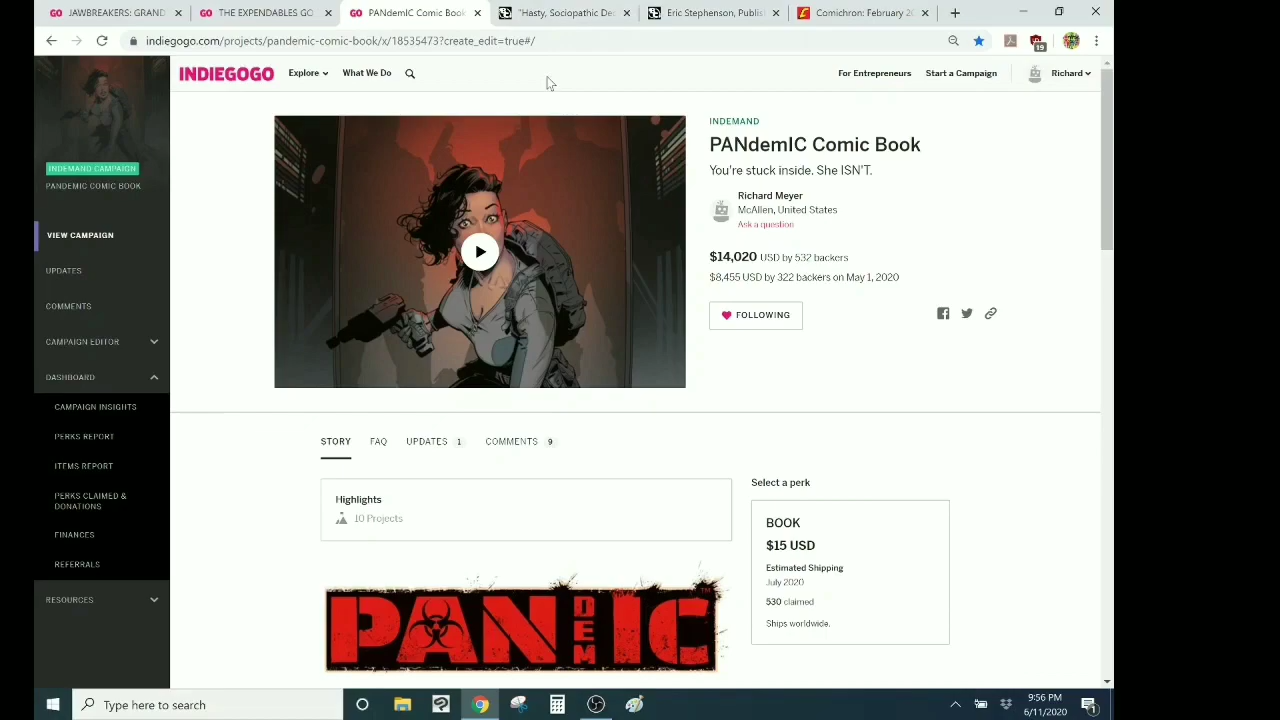 JAWBREAKERS: GRAND
THE EXPENDABLES GO
PANdemIC Comic Book
"Hasty, Sociopathic De
Eric Stephenson, Publis
Comichron: February 20
indiegogo.com/projects/pandemic-comic-book/x/18535473?create_edit=true#/
19
INDIEGOGO
Explore
What We Do
For Entrepreneurs
Start a Campaign
Richard
INDEMAND CAMPAIGN
PANDEMIC COMIC BOOK
VIEW CAMPAIGN
UPDATES
COMMENTS
CAMPAIGN EDITOR
DASHBOARD
CAMPAIGN INSIGHTS
PERKS REPORT
ITEMS REPORT
PERKS CLAIMED &
DONATIONS
FINANCES
REFERRALS
RESOURCES
INDEMAND
PANdemIC Comic Book
You're stuck inside. She ISN'T.
Richard Meyer
McAllen, United States
Ask a question
$14,020 USD by 532 backers
$8,455 USD by 322 backers on May 1, 2020
FOLLOWING
STORY
FAQ
UPDATES 1
COMMENTS 9
Highlights
10 Projects
PANDEMIC
TM
Select a perk
BOOK
$15 USD
Estimated Shipping
July 2020
530 claimed
Ships worldwide.
Type here to search
9:56 PM
6/11/2020
1